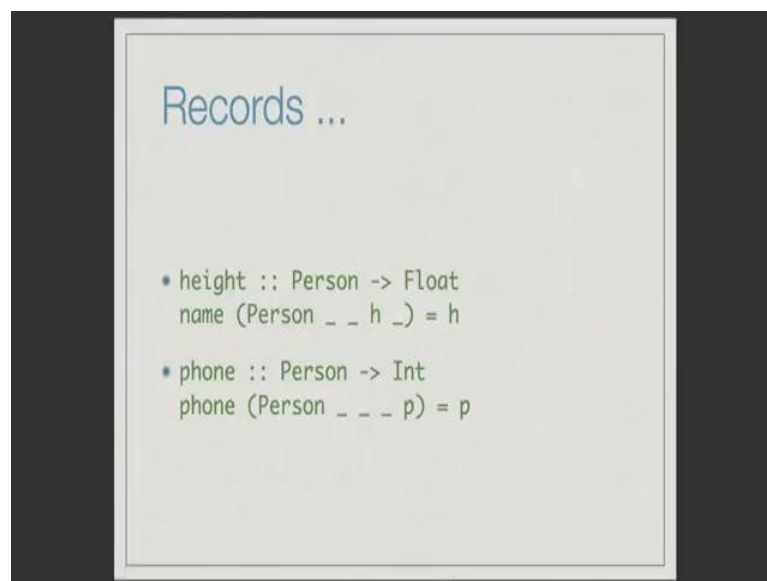 Records ...
• height :: Person -> Float
name (Person _ _ h _) = h
• phone :: Person -> Int
phone (Person _ _ _ p) = p